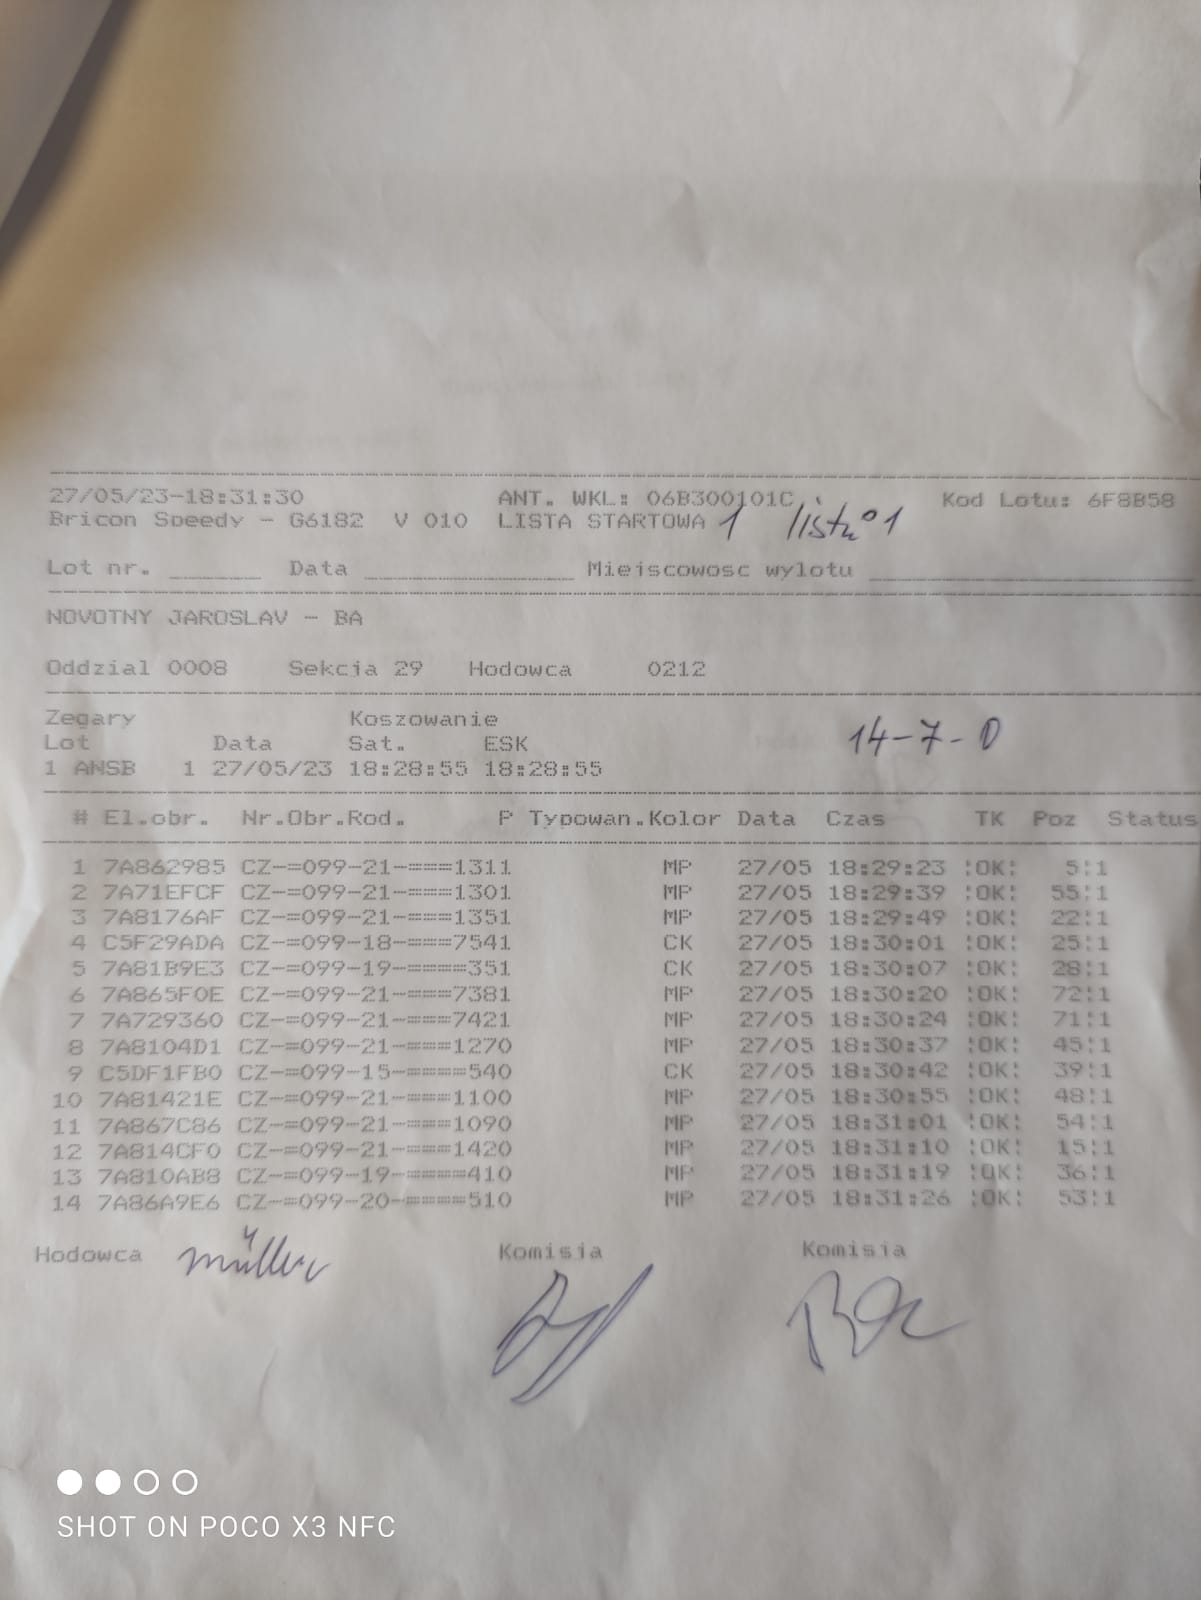 27/05/23-18:31:30 ANT. WKL: 06B300101C Kod Lotu: 6F8B58
Bricon Speedy - G6182 V 010 LISTA STARTOWA 1
Lot nr. ______ Data ______________ Miejscowosc wylotu ______________________
NOVOTNY JAROSLAV - BA
Oddzial 0008 Sekcja 29 Hodowca 0212
Zegary Koszowanie
14-7-0
Lot Data Sat. ESK
1 ANSB 1 27/05/23 18:28:55 18:28:55
# El.obr. Nr.Obr.Rod. P Typowan.Kolor Data Czas TK Poz Status
1 7A862985 CZ-=099-21-===1311 MP 27/05 18:29:23 :OK: 5:1
2 7A71EFCF CZ-=099-21-===1301 MP 27/05 18:29:39 :OK: 55:1
3 7A8176AF CZ-=099-21-===1351 MP 27/05 18:29:49 :OK: 22:1
4 C5F29ADA CZ-=099-18-===7541 CK 27/05 18:30:01 :OK: 25:1
5 7A81B9E3 CZ-=099-19-====351 CK 27/05 18:30:07 :OK: 28:1
6 7A865F0E CZ-=099-21-===7381 MP 27/05 18:30:20 :OK: 72:1
7 7A729360 CZ-=099-21-===7421 MP 27/05 18:30:24 :OK: 71:1
8 7A8104D1 CZ-=099-21-===1270 MP 27/05 18:30:37 :OK: 45:1
9 C5DF1FB0 CZ-=099-15-====540 CK 27/05 18:30:42 :OK: 39:1
10 7A81421E CZ-=099-21-===1100 MP 27/05 18:30:55 :OK: 48:1
11 7A867C86 CZ-=099-21-===1090 MP 27/05 18:31:01 :OK: 54:1
12 7A814CF0 CZ-=099-21-===1420 MP 27/05 18:31:10 :OK: 15:1
13 7A810AB8 CZ-=099-19-====410 MP 27/05 18:31:19 :OK: 36:1
14 7A86A9E6 CZ-=099-20-====510 MP 27/05 18:31:26 :OK: 53:1
Hodowca müller Komisja Komisja
SHOT ON POCO X3 NFC